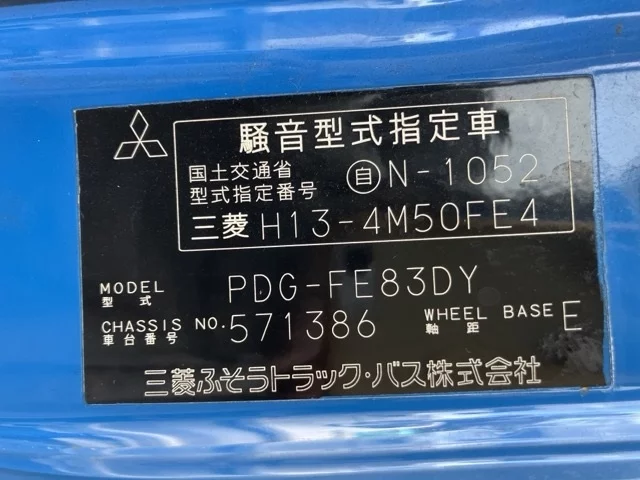 騒音型式指定車
国土交通省
型式指定番号 自N-1052
三菱 H13-4M50FE4
MODEL
型式 PDG-FE83DY
CHASSIS NO.
車台番号 571386
WHEEL BASE
軸距 E
三菱ふそうトラック・バス株式会社